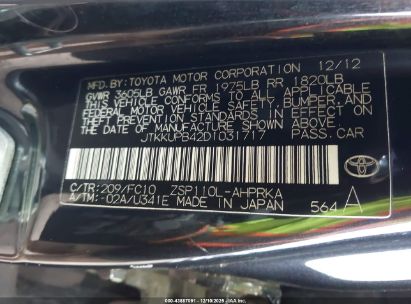 MFD.BY:TOYOTA MOTOR CORPORATION 12/12
GVWR 3605LB GAWR FR 1975LB RR 1820LB
THIS VEHICLE CONFORMS TO ALL APPLICABLE
FEDERAL MOTOR VEHICLE SAFETY, BUMPER, AND
THEFT PREVENTION STANDARDS IN EFFECT ON
THE DATE OF MANUFACTURE SHOWN ABOVE.
JTKKUPB42D1031717 PASS.CAR
C/TR:209/FC10 ZSP110L-AHPRKA
A/TM:-02A/U341E MADE IN JAPAN 564 A
TOYOTA